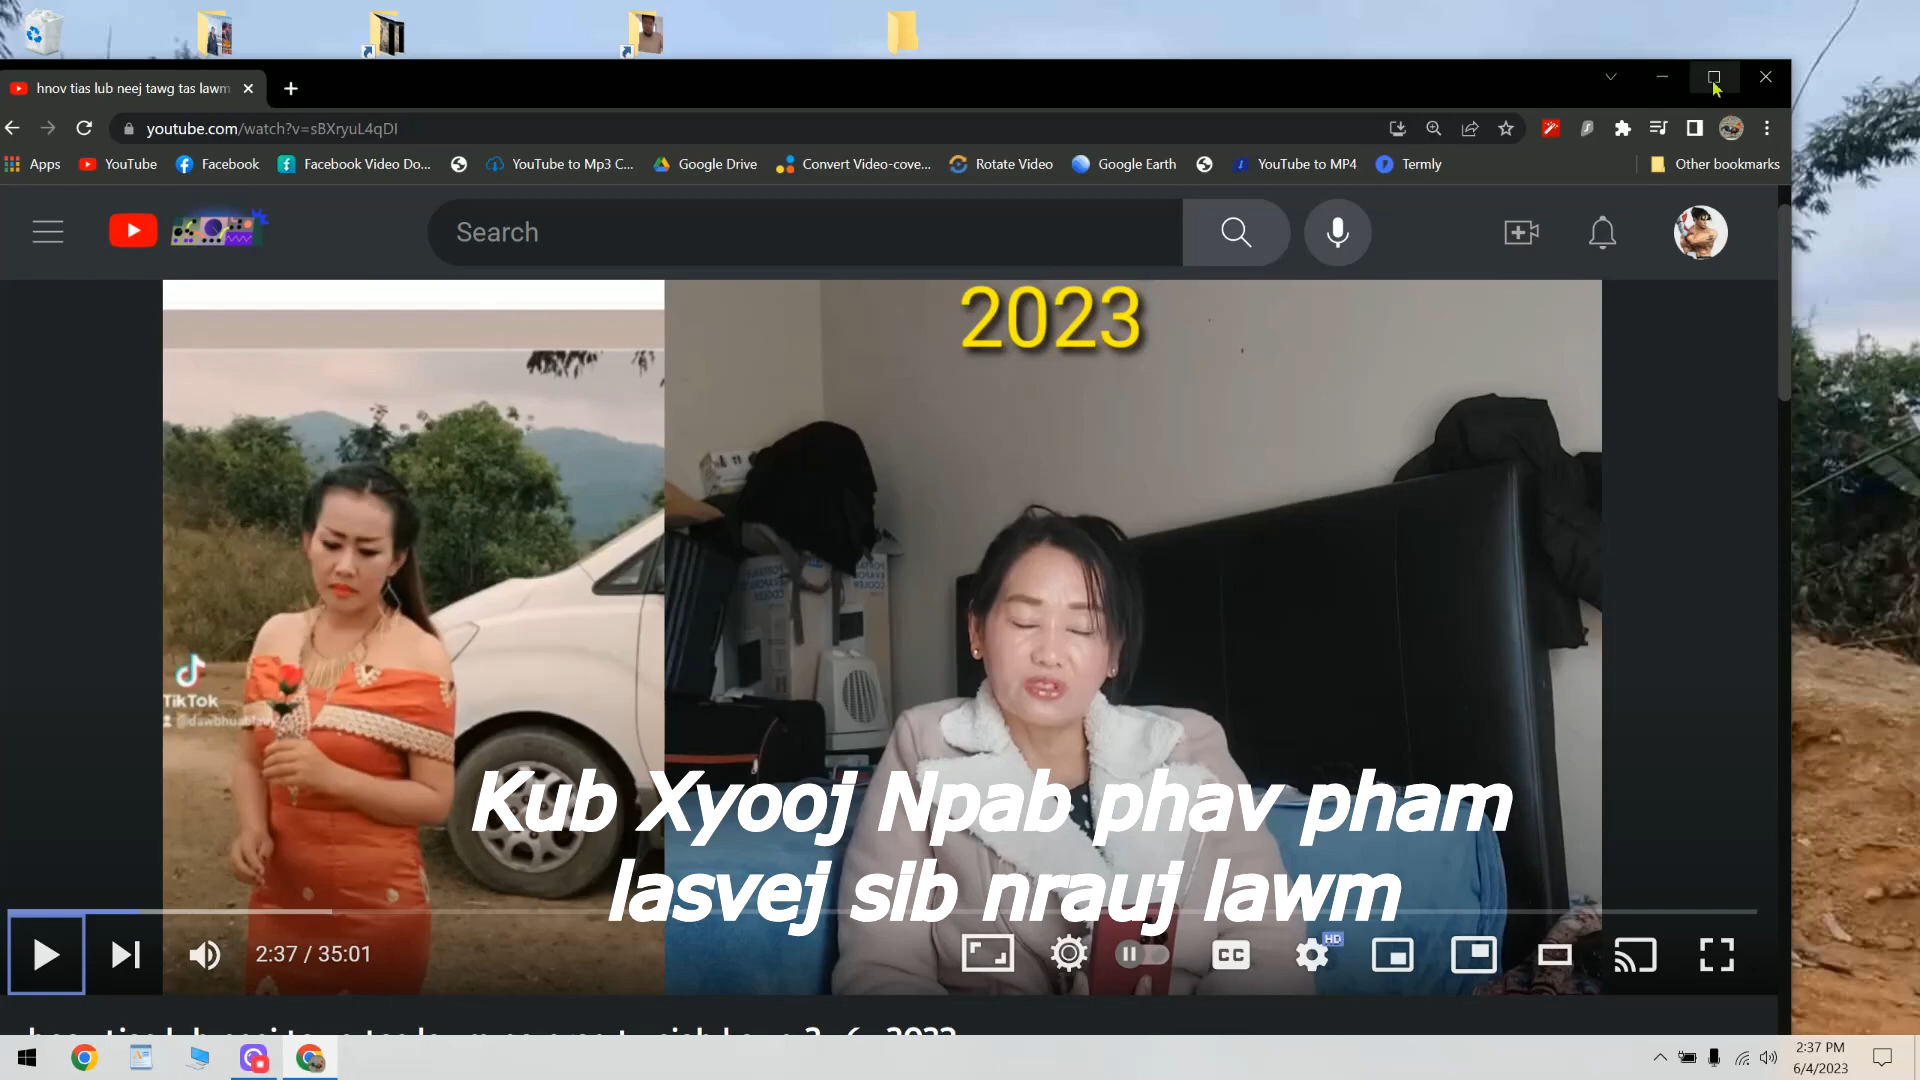 hnov tias lub neej tawg tas lawm
youtube.com/watch?v=sBXryuL4qDI
Apps YouTube Facebook Facebook Video Do... YouTube to Mp3 C... Google Drive Convert Video-cove... Rotate Video Google Earth YouTube to MP4 Termly Other bookmarks
Search
2023
TikTok
Kub Xyooj Npab phav pham
lasvej sib nrauj lawm
2:37 / 35:01
CC
HD
2:37 PM
6/4/2023